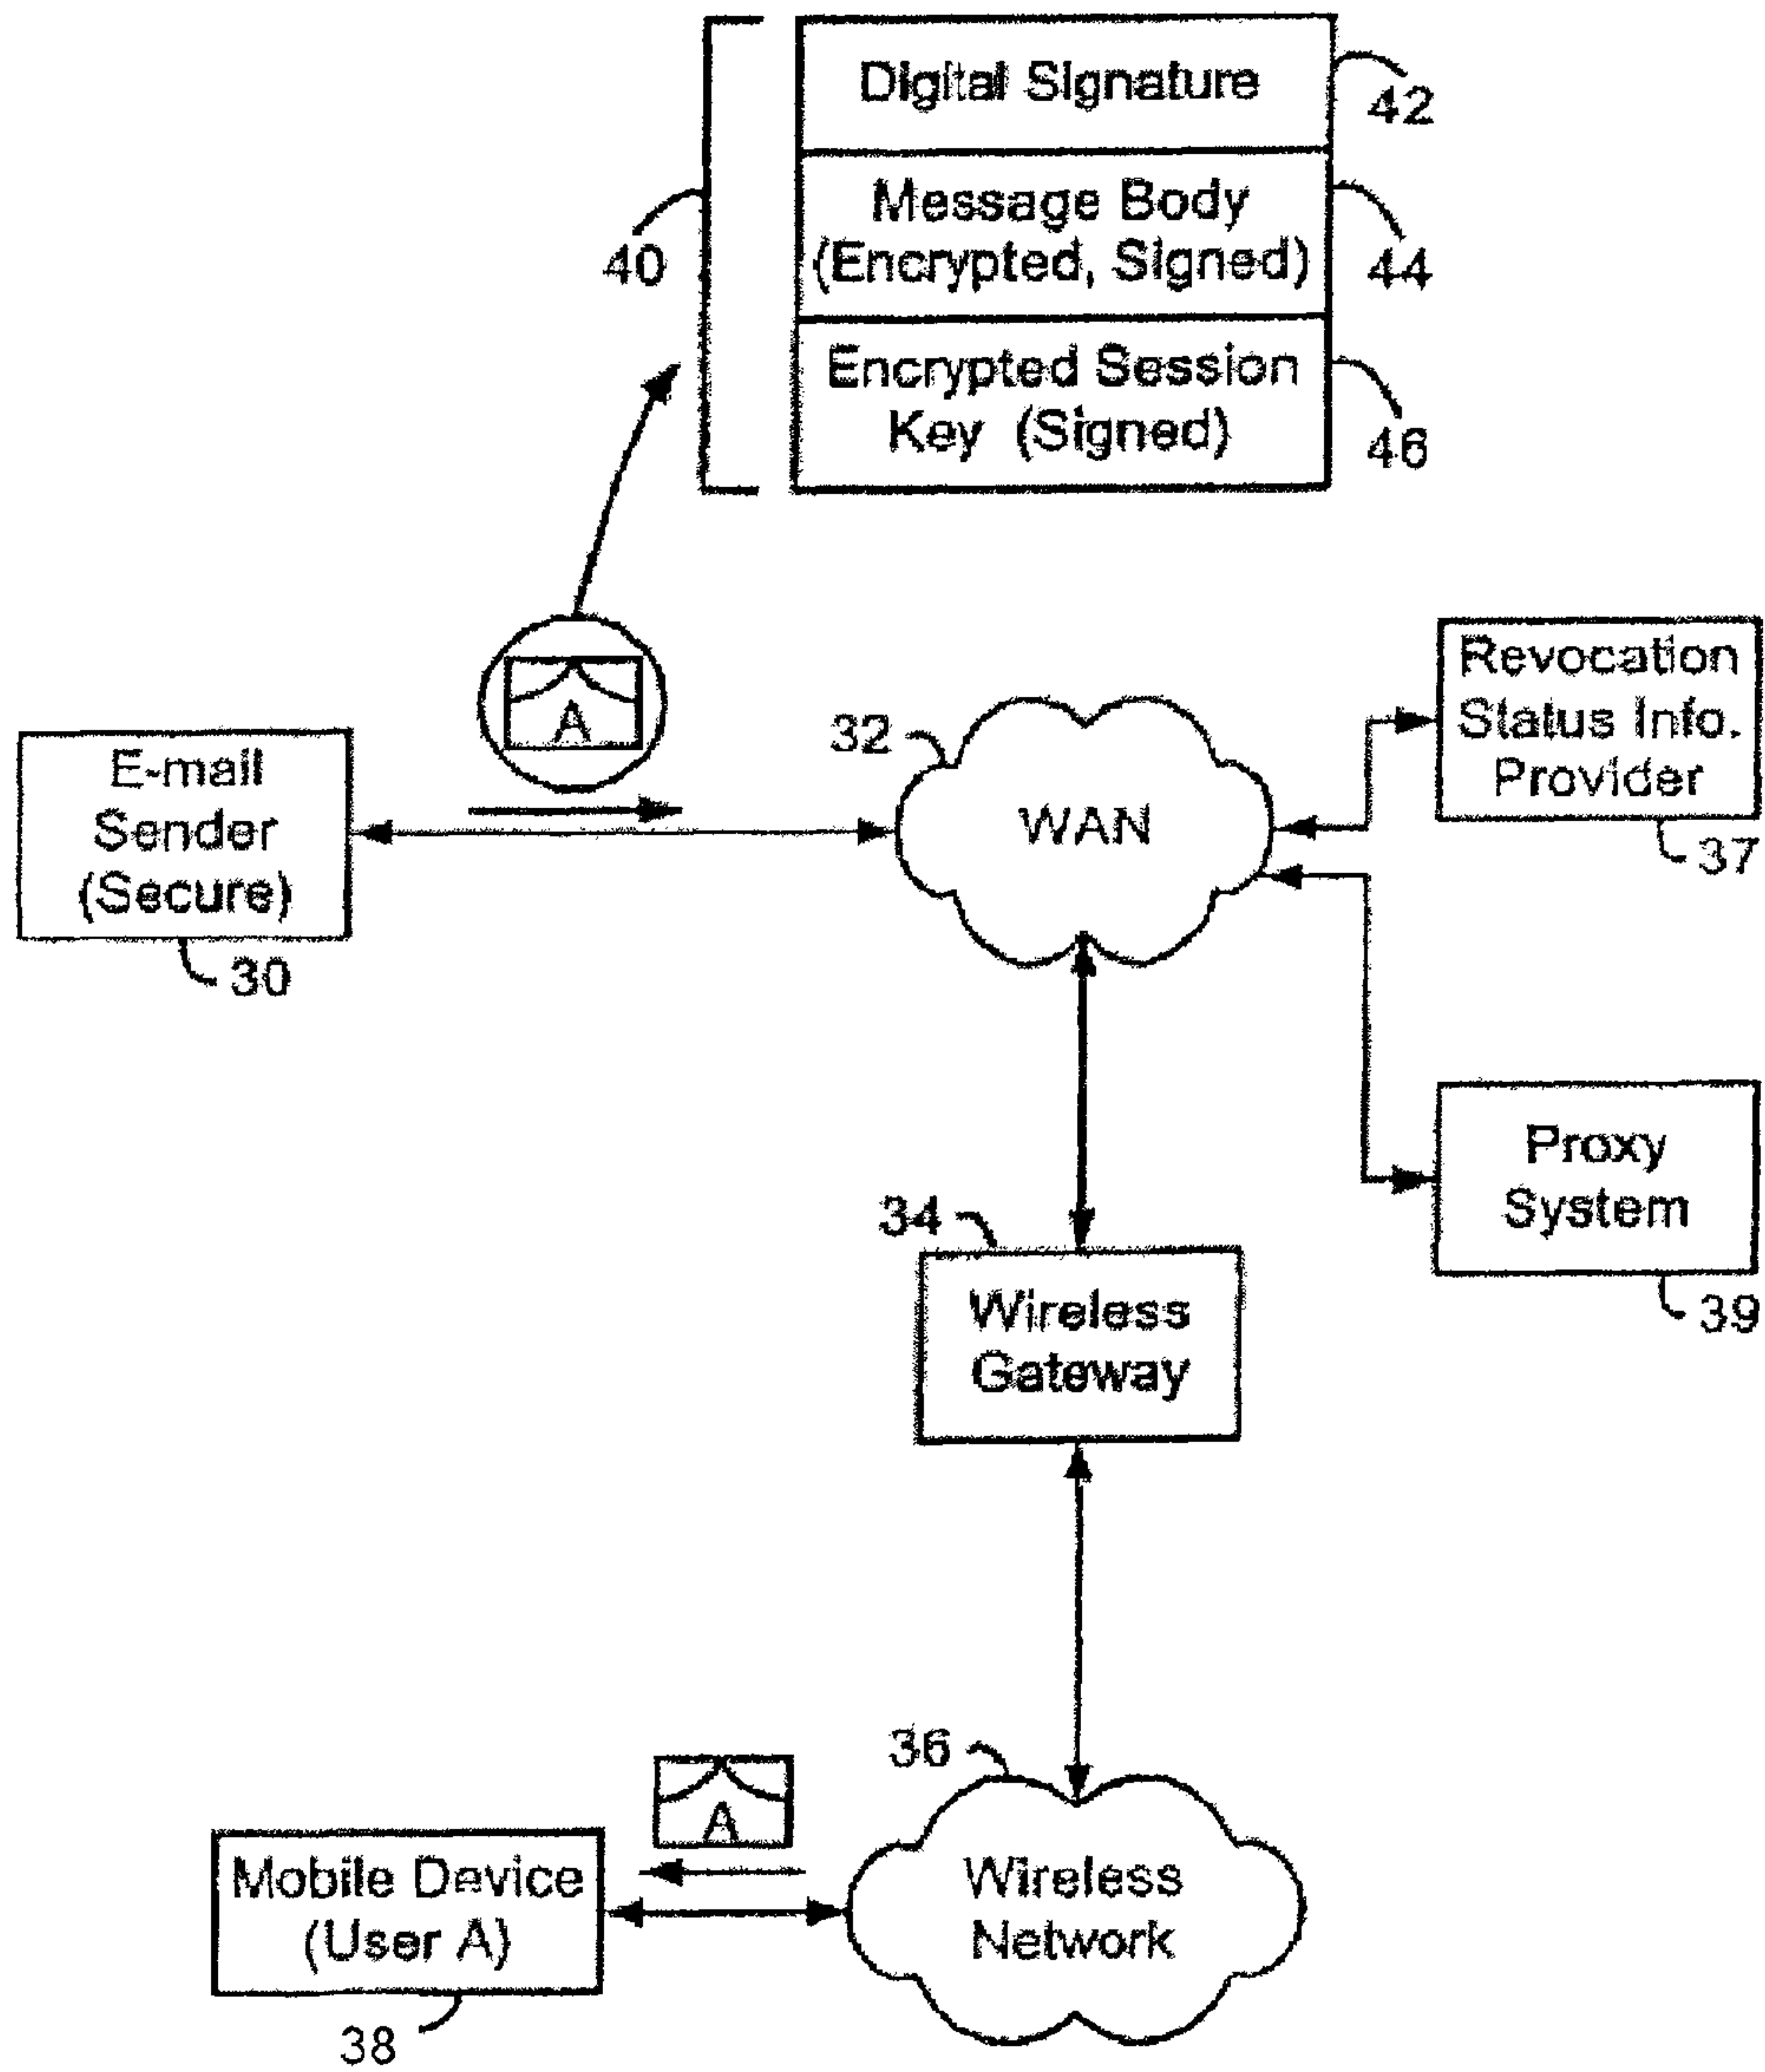 Digital Signature
42
Message Body
(Encrypted, Signed)
40
44
Encrypted Session
Key (Signed)
46
A
Revocation
Status Info.
Provider
37
32
E-mail
Sender
(Secure)
30
WAN
Proxy
System
39
34
Wireless
Gateway
36
A
Mobile Device
(User A)
38
Wireless
Network